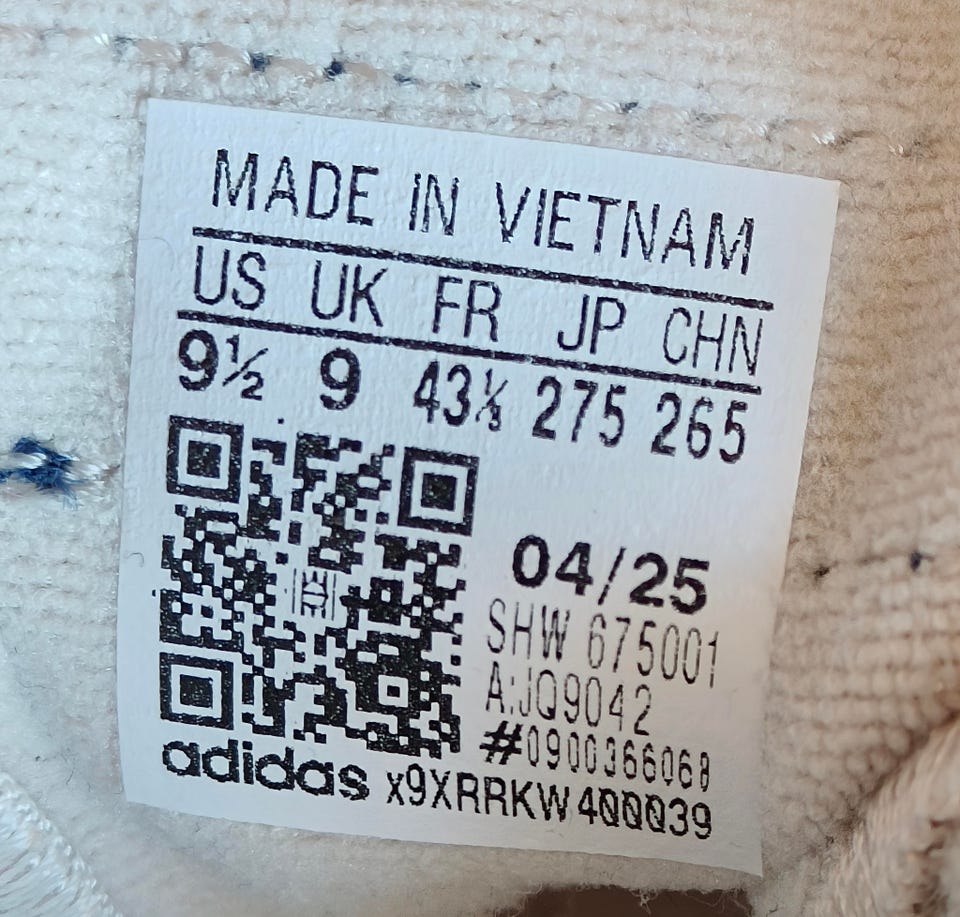 MADE IN VIETNAM
US UK FR JP CHN
9½ 9 43⅓ 275 265
04/25
SHW 675001
A:JQ9042
#0900366068
adidas x9XRRKW400039